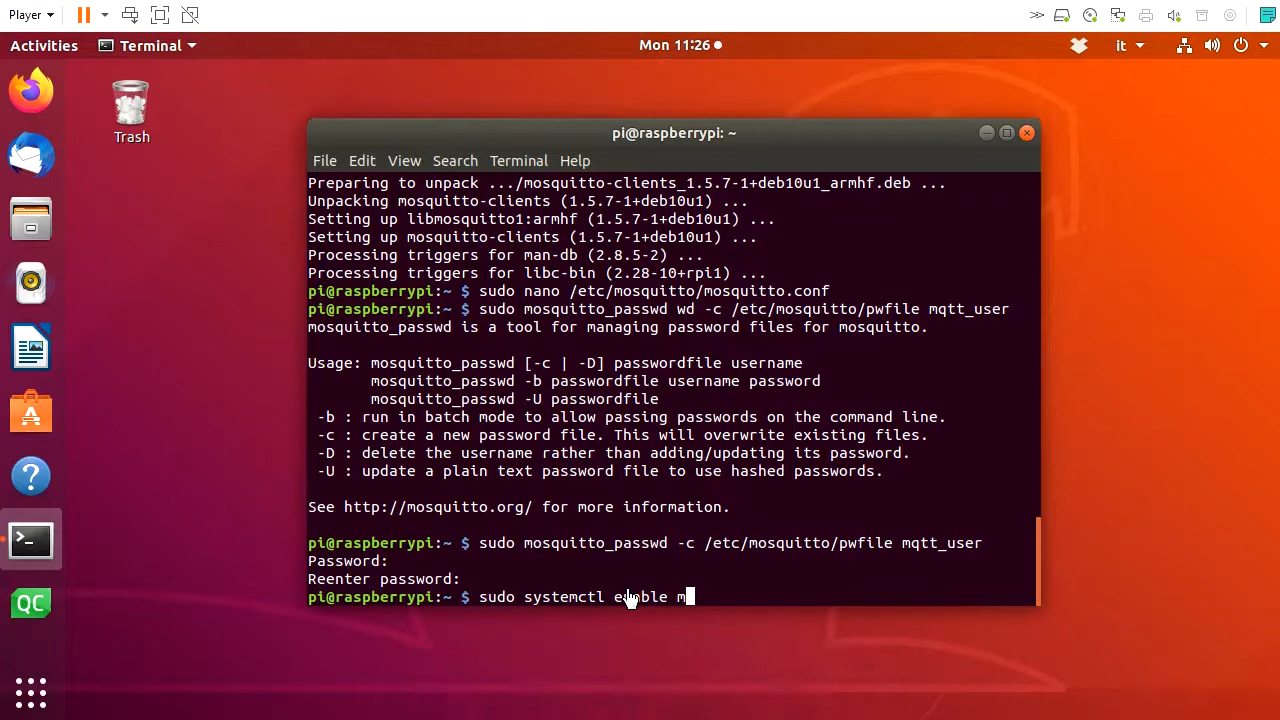 Player
Activities
Terminal
Mon 11:26
it
Trash
pi@raspberrypi: ~
File Edit View Search Terminal Help
Preparing to unpack .../mosquitto-clients_1.5.7-1+deb10u1_armhf.deb ...
Unpacking mosquitto-clients (1.5.7-1+deb10u1) ...
Setting up libmosquitto1:armhf (1.5.7-1+deb10u1) ...
Setting up mosquitto-clients (1.5.7-1+deb10u1) ...
Processing triggers for man-db (2.8.5-2) ...
Processing triggers for libc-bin (2.28-10+rpi1) ...
pi@raspberrypi:~ $ sudo nano /etc/mosquitto/mosquitto.conf
pi@raspberrypi:~ $ sudo mosquitto_passwd wd -c /etc/mosquitto/pwfile mqtt_user
mosquitto_passwd is a tool for managing password files for mosquitto.
Usage: mosquitto_passwd [-c | -D] passwordfile username
mosquitto_passwd -b passwordfile username password
mosquitto_passwd -U passwordfile
-b : run in batch mode to allow passing passwords on the command line.
-c : create a new password file. This will overwrite existing files.
-D : delete the username rather than adding/updating its password.
-U : update a plain text password file to use hashed passwords.
See http://mosquitto.org/ for more information.
pi@raspberrypi:~ $ sudo mosquitto_passwd -c /etc/mosquitto/pwfile mqtt_user
Password:
Reenter password:
pi@raspberrypi:~ $ sudo systemctl enable m
QC